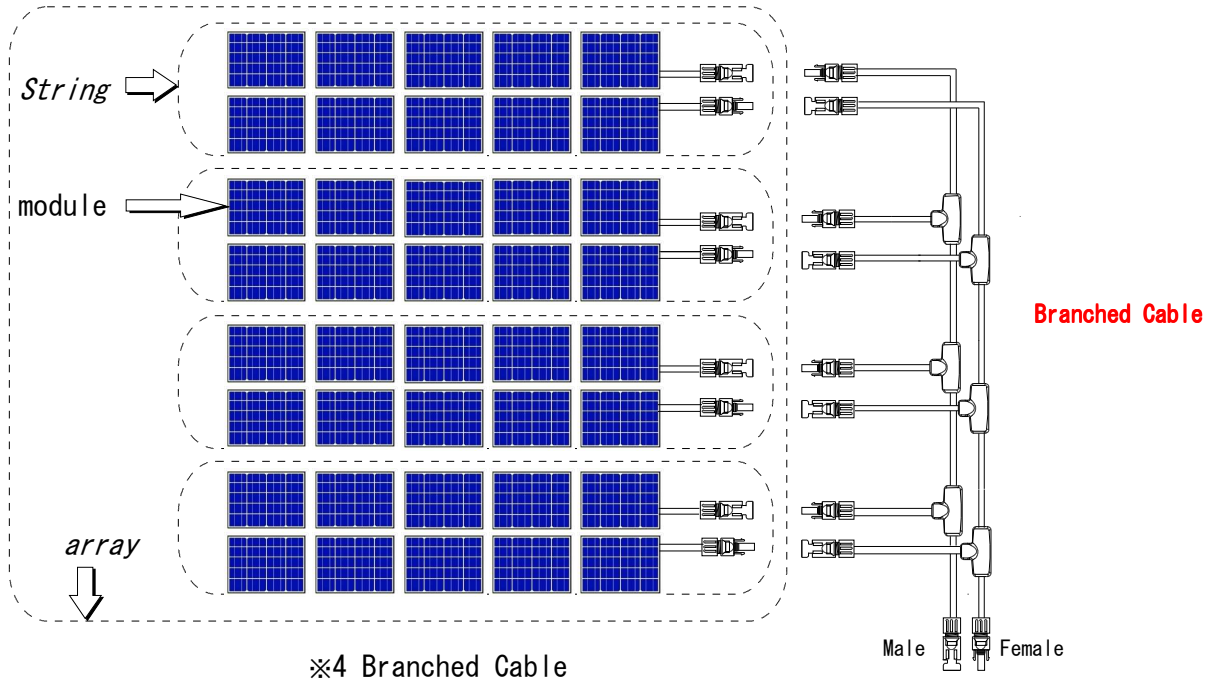 String
module
Branched Cable
array
Male
Female
※4 Branched Cable